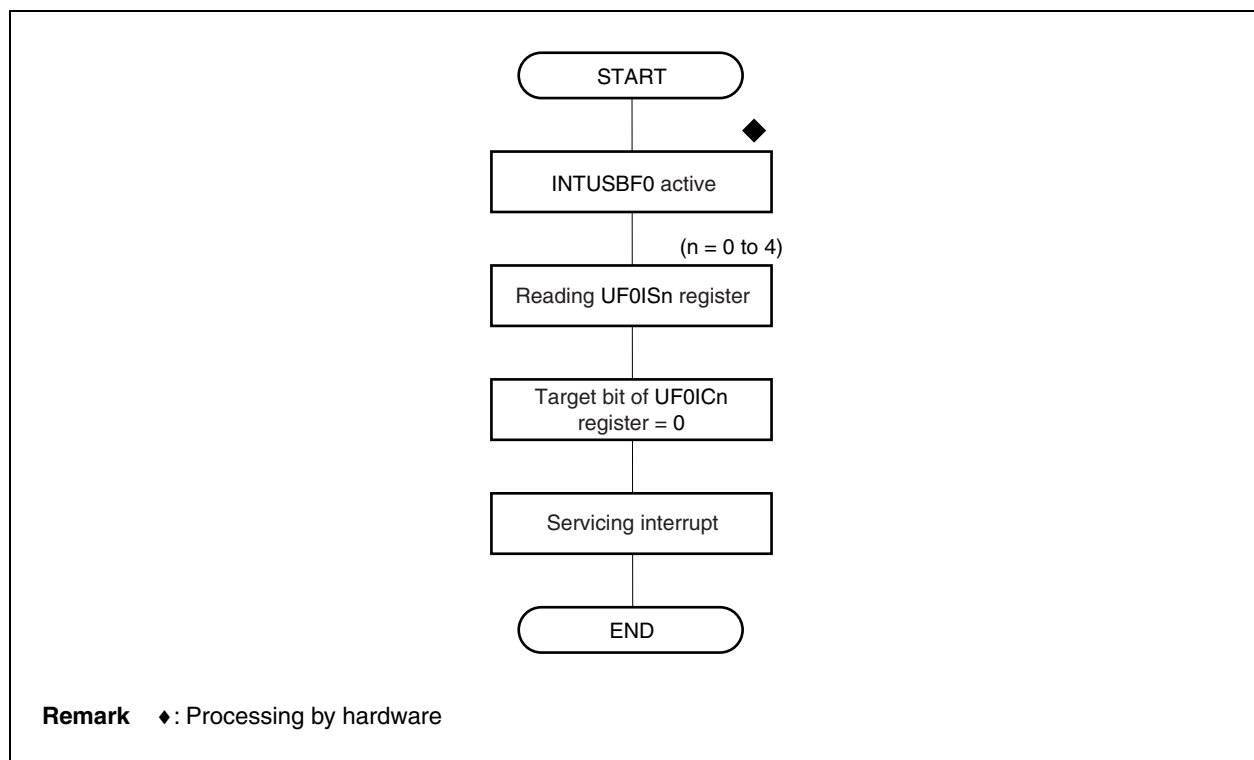 START
◆
INTUSBF0 active
(n = 0 to 4)
Reading UF0ISn register
Target bit of UF0ICn
register = 0
Servicing interrupt
END
Remark ♦: Processing by hardware